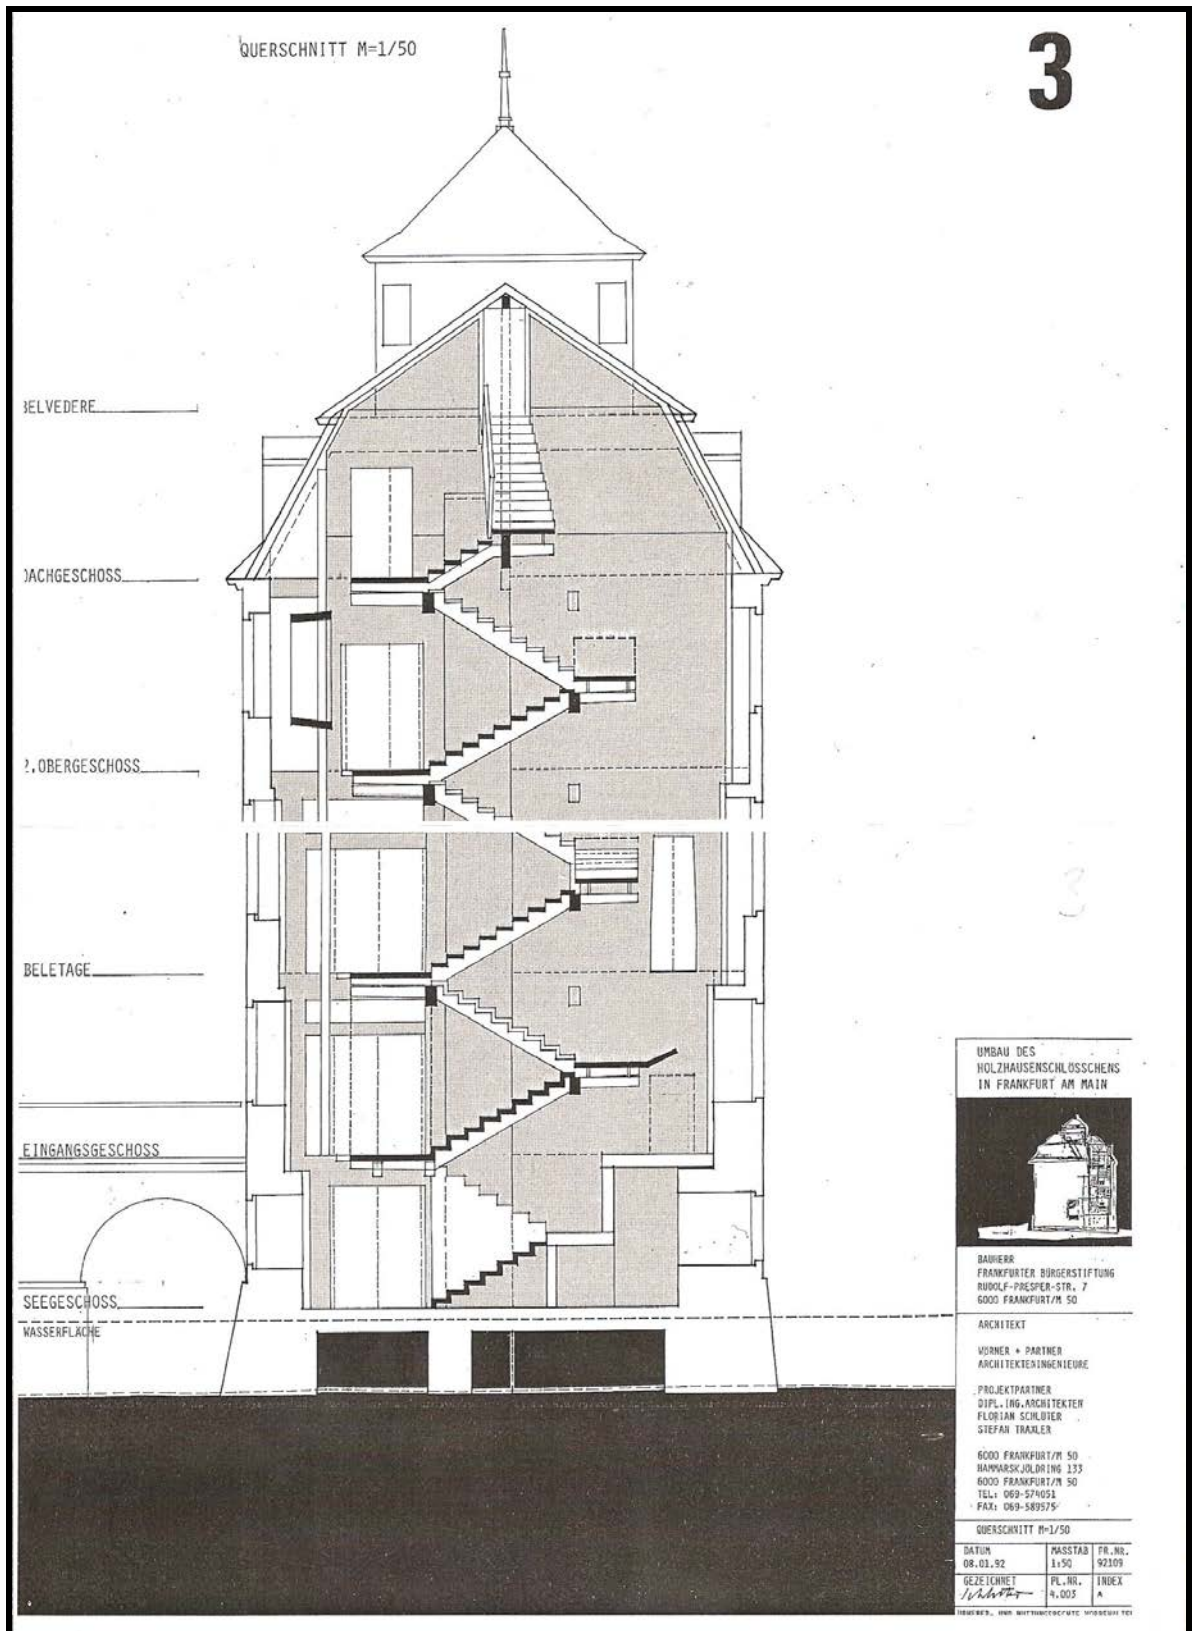 QUERSCHNITT M=1/50
3
BELVEDERE
DACHGESCHOSS
2.OBERGESCHOSS
3
BELETAGE
EINGANGSGESCHOSS
SEEGESCHOSS
WASSERFLÄCHE
UMBAU DES
HOLZHAUSENSCHLÖSSCHENS
IN FRANKFURT AM MAIN
BAUHERR
FRANKFURTER BÜRGERSTIFTUNG
RUDOLF-PRESPER-STR. 7
6000 FRANKFURT/M 50
ARCHITEKT
WÖRNER + PARTNER
ARCHITEKTENINGENIEURE
PROJEKTPARTNER
DIPL.ING.ARCHITEKTEN
FLORIAN SCHLÜTER
STEFAN TRAXLER
6000 FRANKFURT/M 50
HAMMARSKJÖLDRING 133
6000 FRANKFURT/M 50
TEL: 069-574051
FAX: 069-589575
QUERSCHNITT M=1/50
DATUM MASSTAB PR.NR.
08.01.92 1:50 92109
GEZEICHNET PL.NR. INDEX
4.003 A